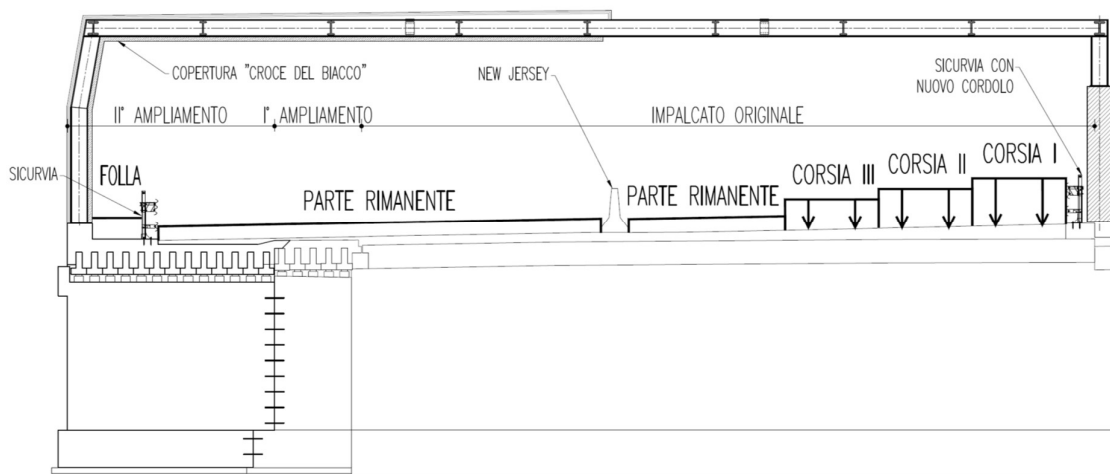 COPERTURA "CROCE DEL BIACCO"
NEW JERSEY
SICURVIA CON
NUOVO CORDOLO
II° AMPLIAMENTO
I° AMPLIAMENTO
IMPALCATO ORIGINALE
SICURVIA
FOLLA
PARTE RIMANENTE
PARTE RIMANENTE
CORSIA III
CORSIA II
CORSIA I